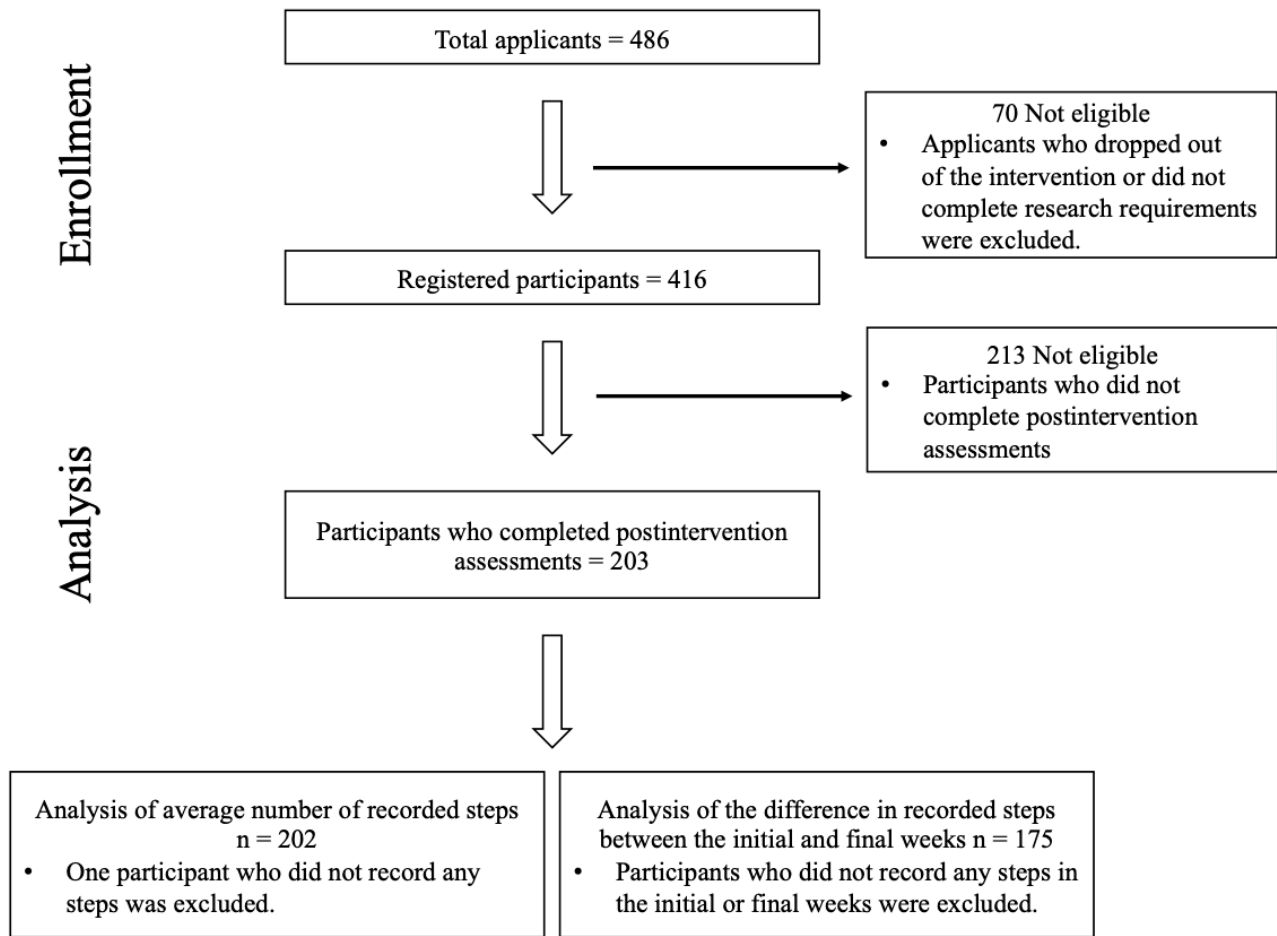 Enrollment
Total applicants = 486
70 Not eligible
• Applicants who dropped out
of the intervention or did not
complete research requirements
were excluded.
Registered participants = 416
213 Not eligible
• Participants who did not
complete postintervention
assessments
Analysis
Participants who completed postintervention
assessments = 203
Analysis of average number of recorded steps
n = 202
• One participant who did not record any
steps was excluded.
Analysis of the difference in recorded steps
between the initial and final weeks n = 175
• Participants who did not record any steps in
the initial or final weeks were excluded.